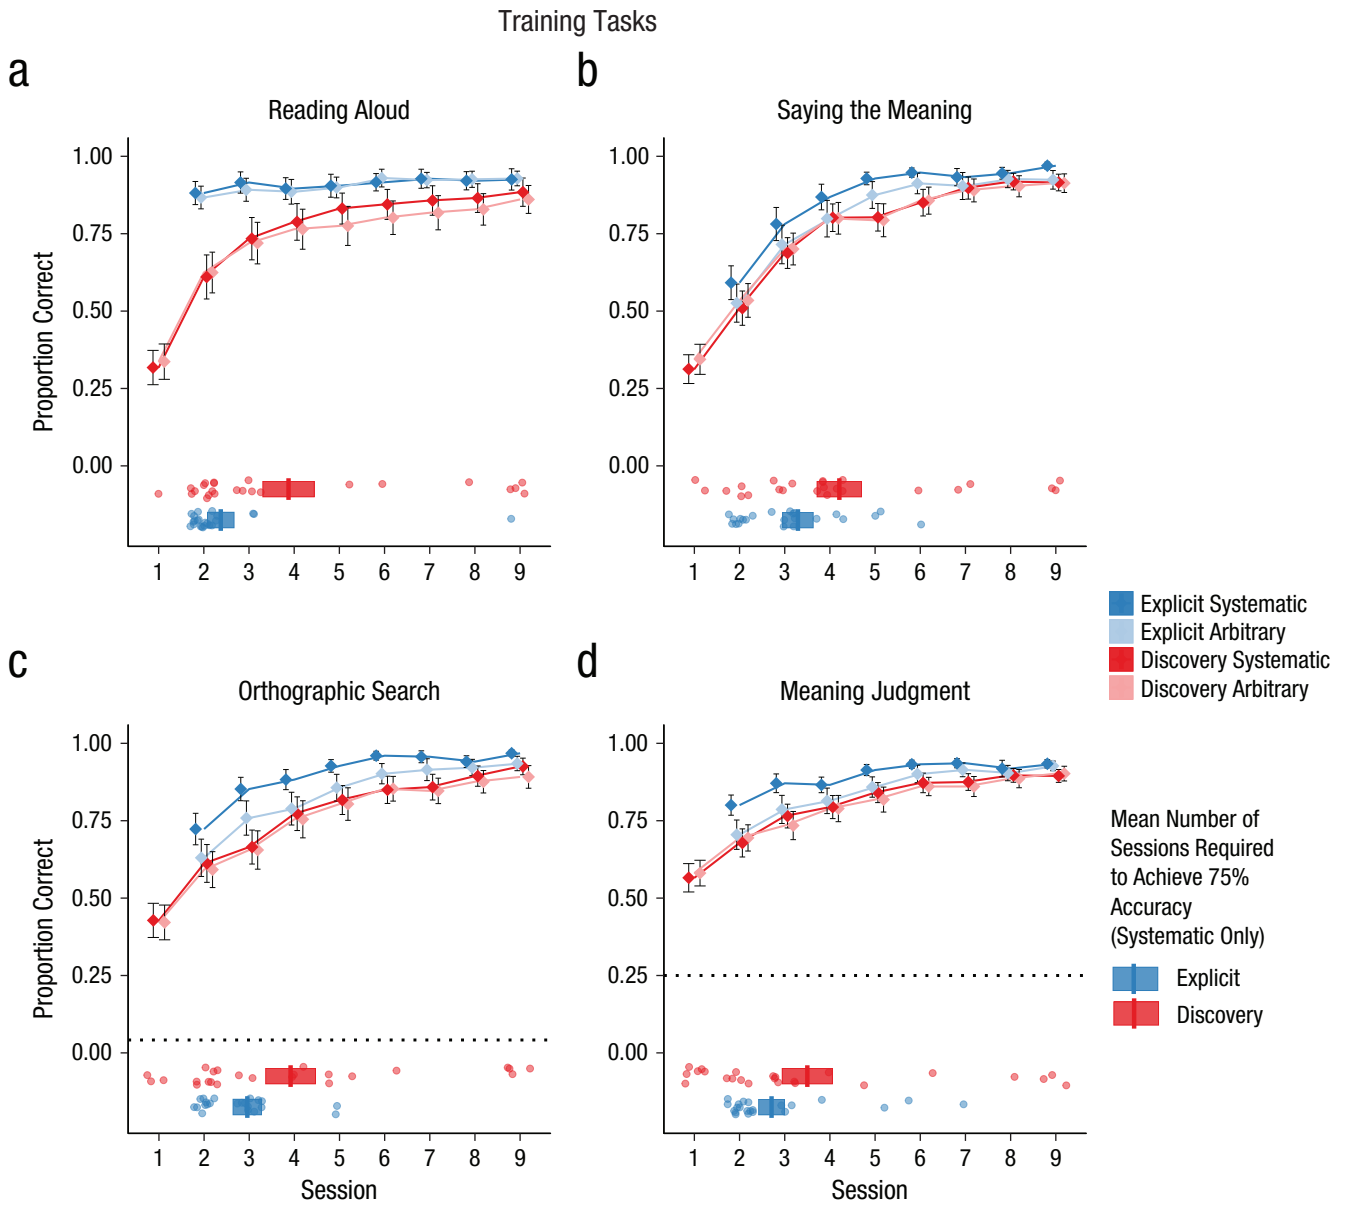 Training Tasks
a
Reading Aloud
1.00
0.75
0.50
0.25
0.00
Proportion Correct
1 2 3 4 5 6 7 8 9
b
Saying the Meaning
1.00
0.75
0.50
0.25
0.00
1 2 3 4 5 6 7 8 9
Explicit Systematic
Explicit Arbitrary
Discovery Systematic
Discovery Arbitrary
c
Orthographic Search
1.00
0.75
0.50
0.25
0.00
Proportion Correct
1 2 3 4 5 6 7 8 9
Session
d
Meaning Judgment
1.00
0.75
0.50
0.25
0.00
1 2 3 4 5 6 7 8 9
Session
Mean Number of
Sessions Required
to Achieve 75%
Accuracy
(Systematic Only)
Explicit
Discovery